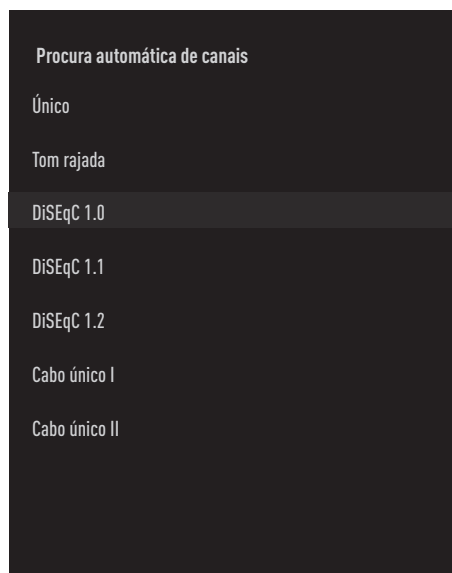 Procura automática de canais
Único
Tom rajada
DiSEqC 1.0
DiSEqC 1.1
DiSEqC 1.2
Cabo único I
Cabo único II